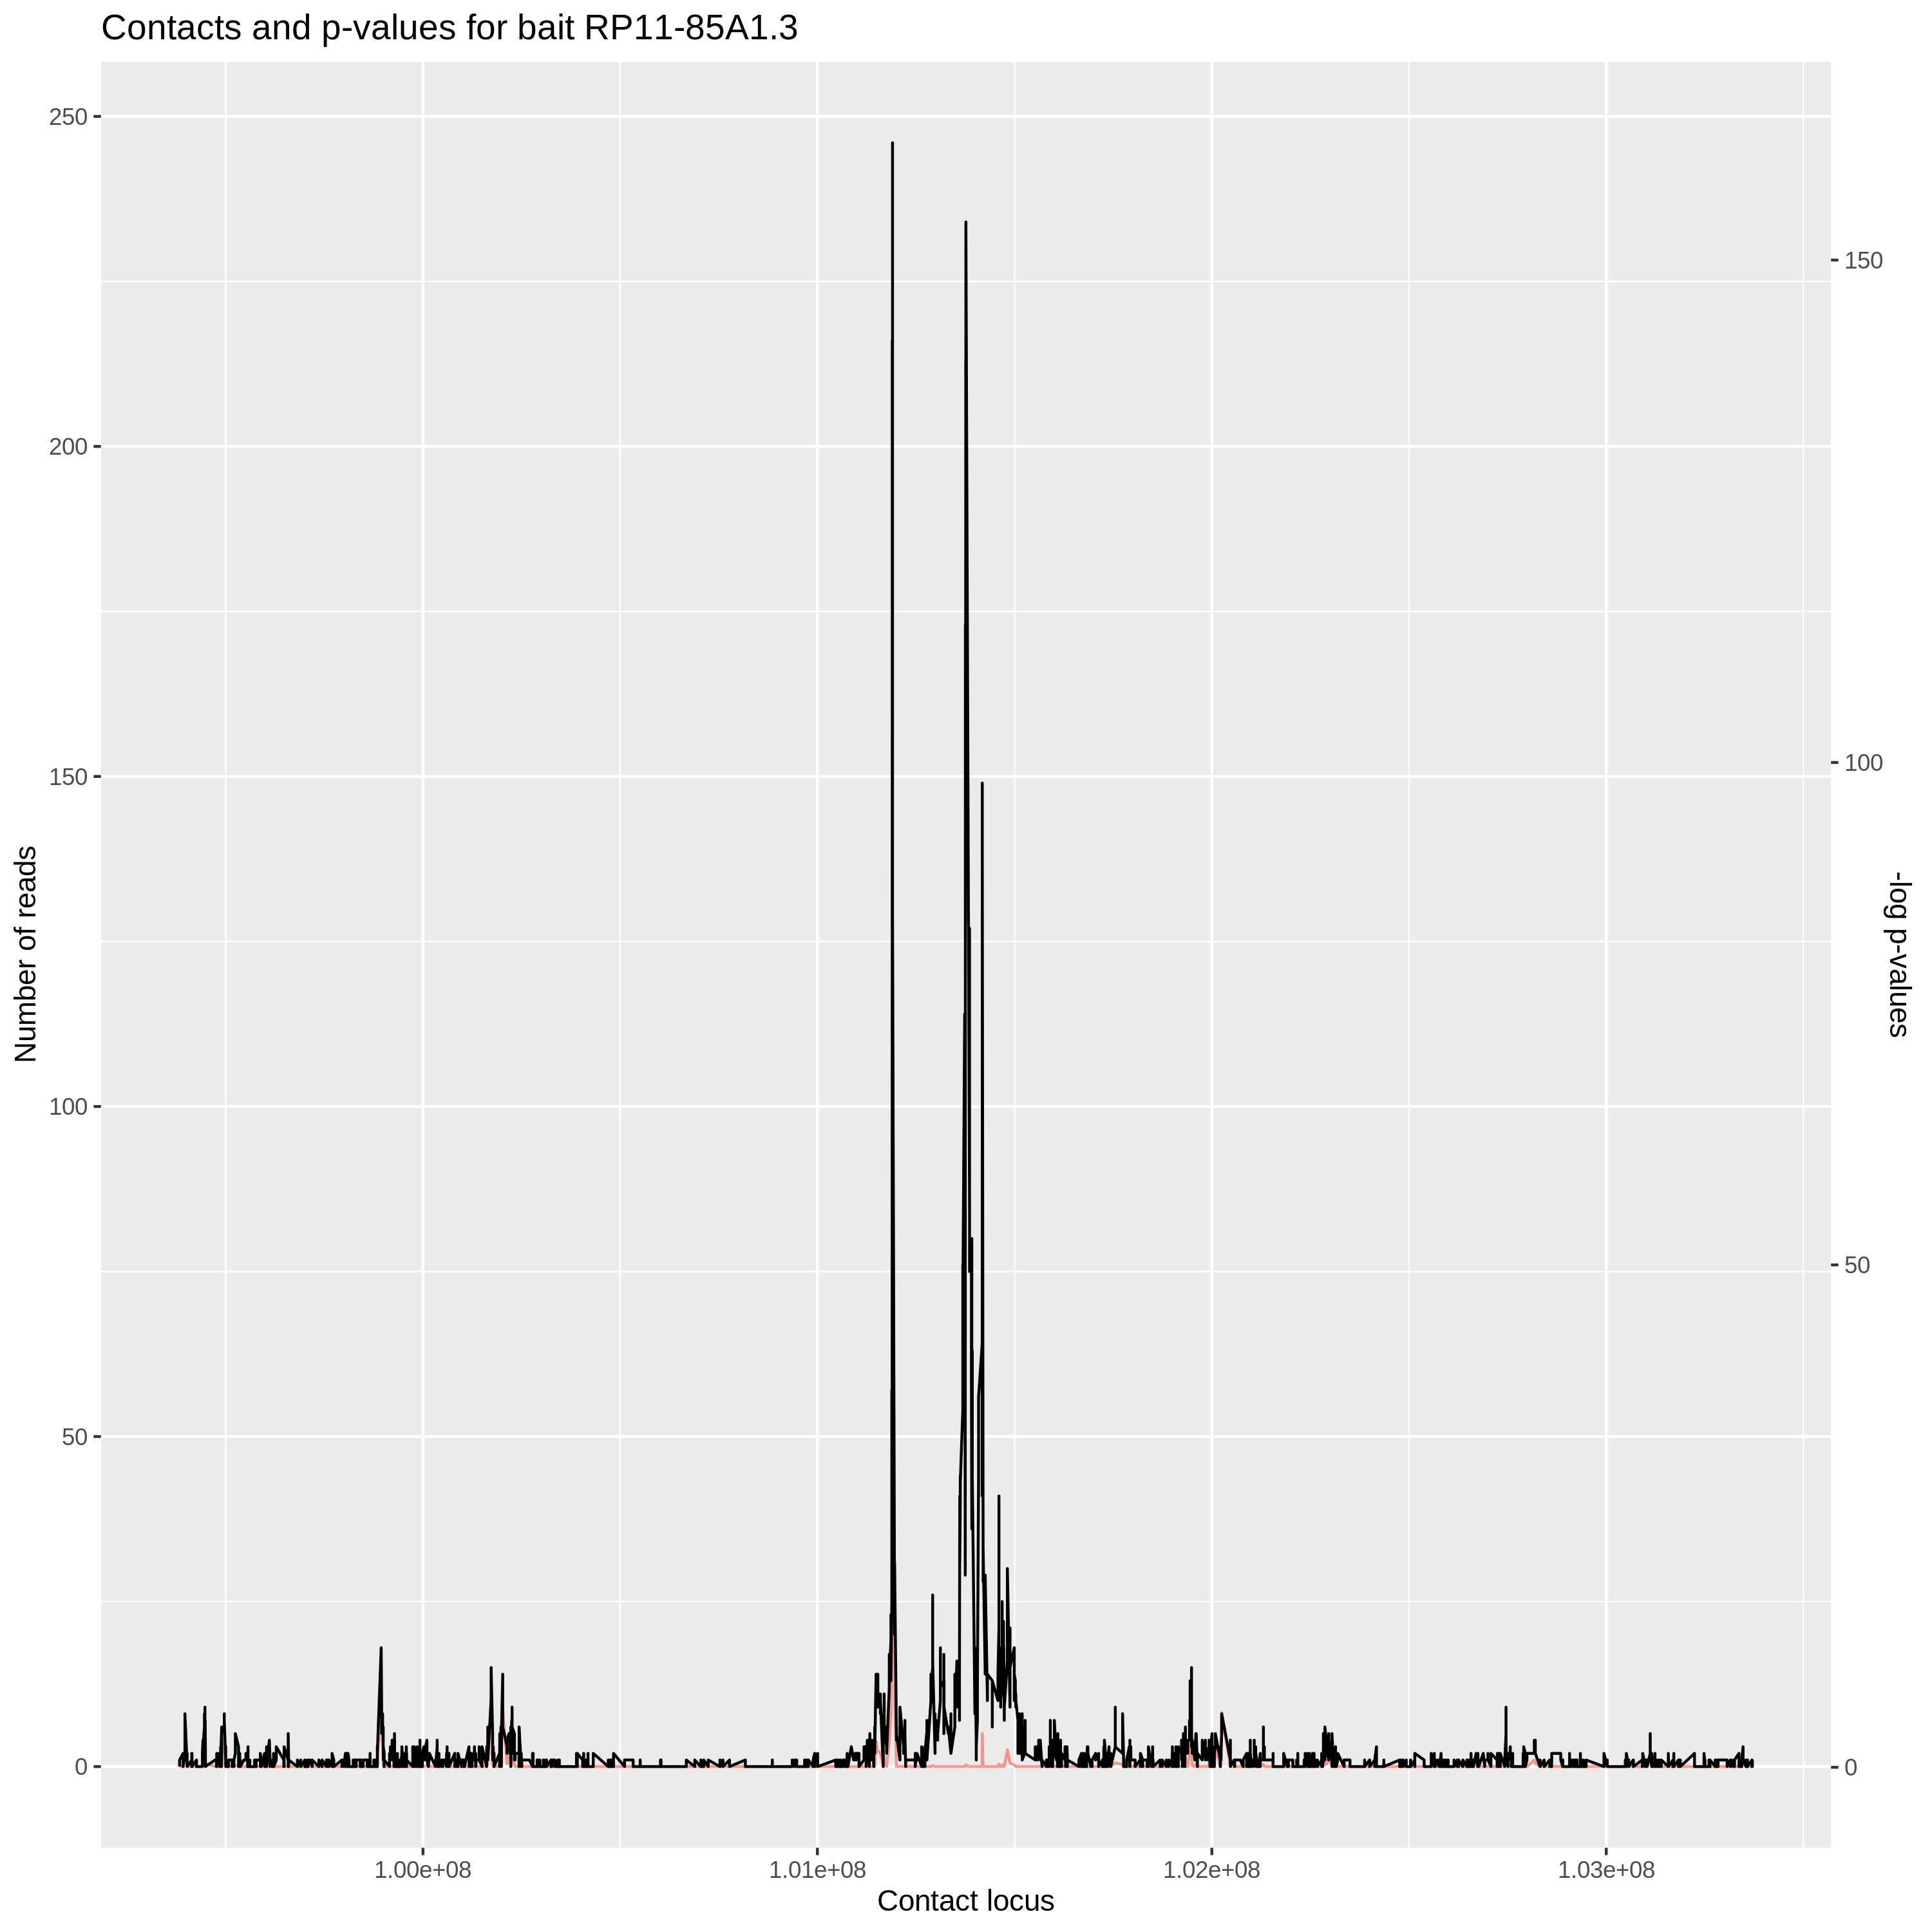 Contacts and p-values for bait RP11-85A1.3
250
200
150
100
50
0
Number of reads
150
100
50
0
-log p-values
1.00e+08
1.01e+08
1.02e+08
1.03e+08
Contact locus